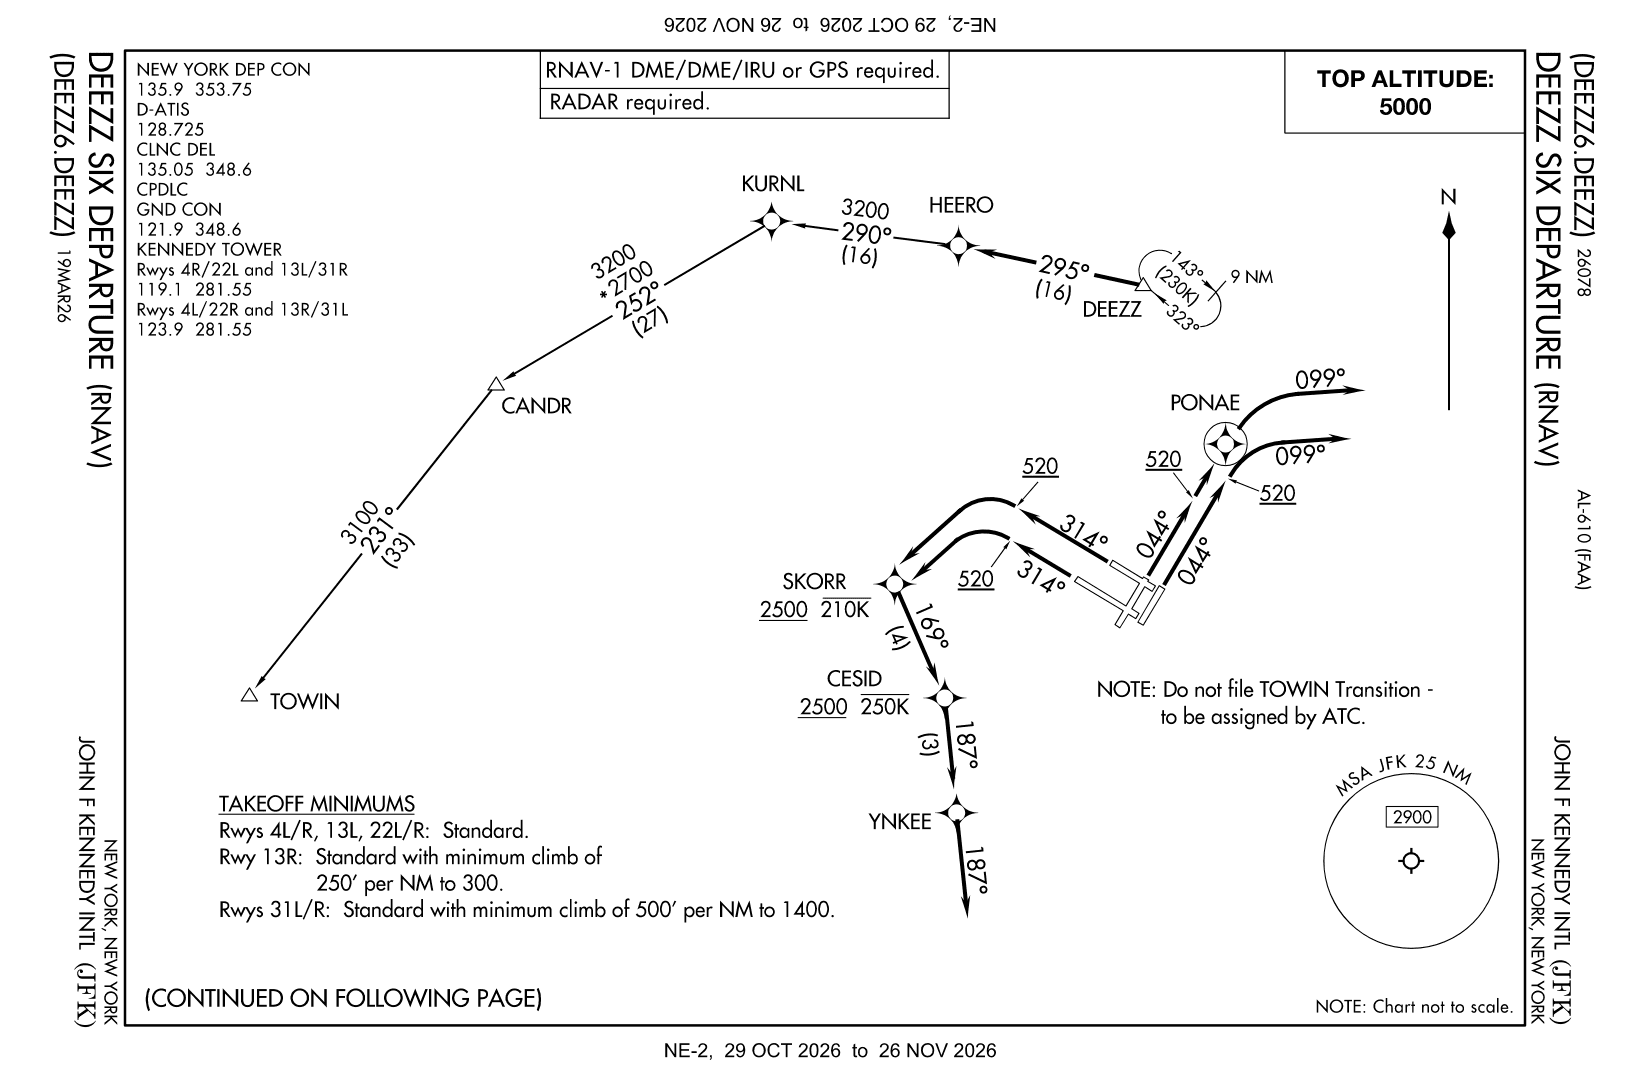 NE-2, 29 OCT 2026 to 26 NOV 2026
(DEEZZ6.DEEZZ) 19MAR26
DEEZZ SIX DEPARTURE (RNAV)
JOHN F KENNEDY INTL (JFK)
NEW YORK, NEW YORK
NEW YORK DEP CON
135.9 353.75
D-ATIS
128.725
CLNC DEL
135.05 348.6
CPDLC
GND CON
121.9 348.6
KENNEDY TOWER
Rwys 4R/22L and 13L/31R
119.1 281.55
Rwys 4L/22R and 13R/31L
123.9 281.55
RNAV-1 DME/DME/IRU or GPS required.
RADAR required.
TOP ALTITUDE:
5000
N
KURNL
3200
290°
(16)
HEERO
295°
(16)
DEEZZ
143°
(230K)
323°
9 NM
3200
*2700
252°
(27)
CANDR
3100
231°
(33)
TOWIN
PONAE
099°
099°
520
520
044°
044°
520
314°
520
314°
SKORR
2500 210K
169°
(4)
CESID
2500 250K
187°
(3)
YNKEE
187°
NOTE: Do not file TOWIN Transition -
to be assigned by ATC.
MSA JFK 25 NM
2900
TAKEOFF MINIMUMS
Rwys 4L/R, 13L, 22L/R: Standard.
Rwy 13R: Standard with minimum climb of
250′ per NM to 300.
Rwys 31L/R: Standard with minimum climb of 500′ per NM to 1400.
(CONTINUED ON FOLLOWING PAGE)
NOTE: Chart not to scale.
DEEZZ SIX DEPARTURE (RNAV)
(DEEZZ6.DEEZZ) 26078
AL-610 (FAA)
JOHN F KENNEDY INTL (JFK)
NEW YORK, NEW YORK
NE-2, 29 OCT 2026 to 26 NOV 2026